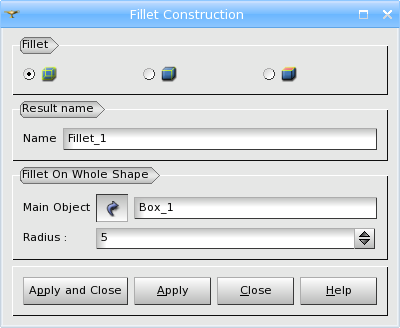 Fillet Construction
Fillet
Result name
Name Fillet_1
Fillet On Whole Shape
Main Object Box_1
Radius : 5
Apply and Close Apply Close Help